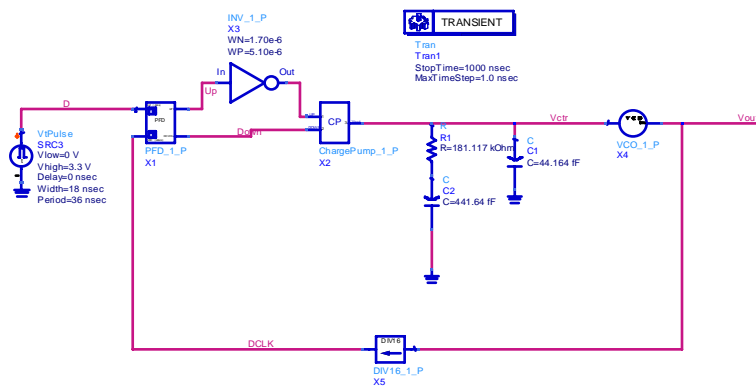 INV_1_P
X3
WN=1.70e-6
WP=5.10e-6
In
Out
Up
TRANSIENT
Tran
Tran1
StopTime=1000 nsec
MaxTimeStep=1.0 nsec
D
VtPulse
SRC3
Vlow=0 V
Vhigh=3.3 V
Delay=0 nsec
Width=18 nsec
Period=36 nsec
PFD
PFD_1_P
X1
Down
CP
ChargePump_1_P
X2
R
R1
R=181.117 kOhm
C
C2
C=441.64 fF
C
C1
C=44.164 fF
Vctr
VCO_1_P
X4
Vou
DCLK
DIV16
DIV16_1_P
X5